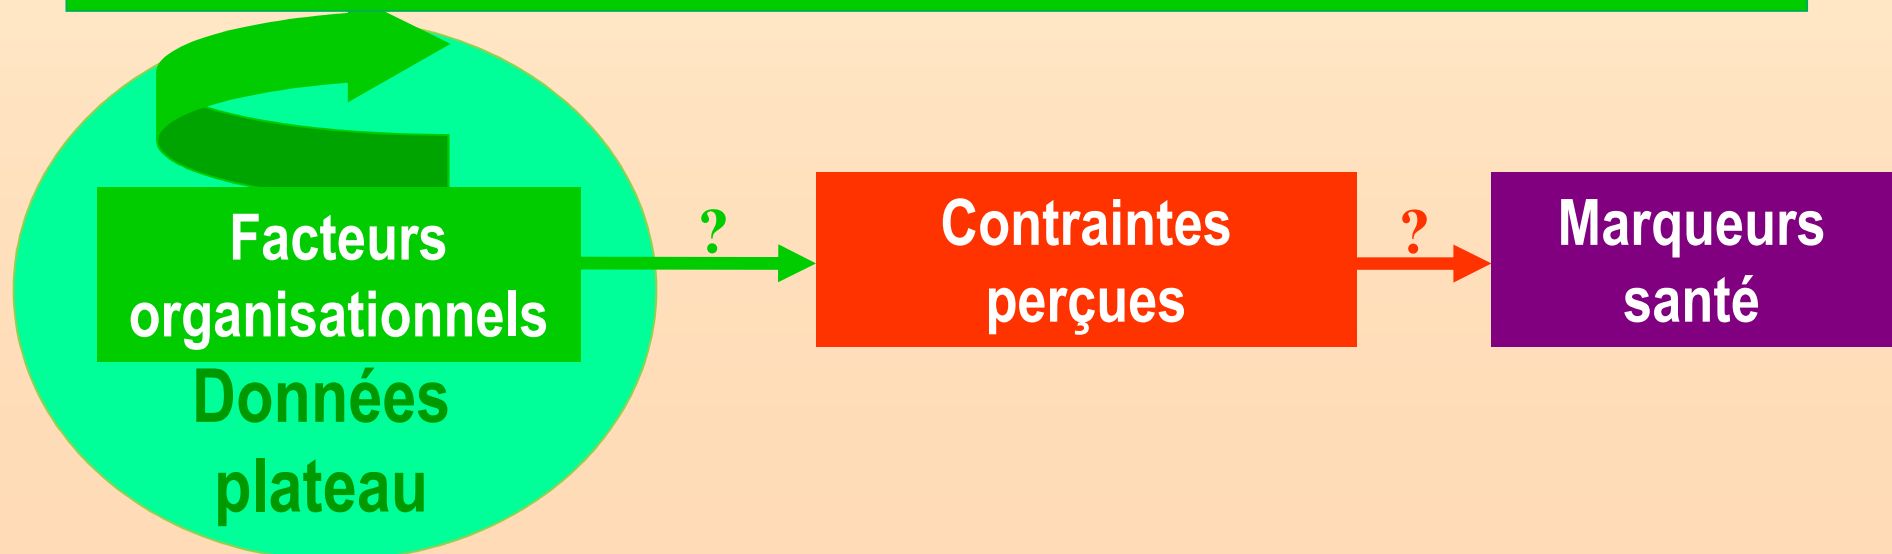 Facteurs
organisationnels
Données
plateau
?
Contraintes
perçues
?
Marqueurs
santé